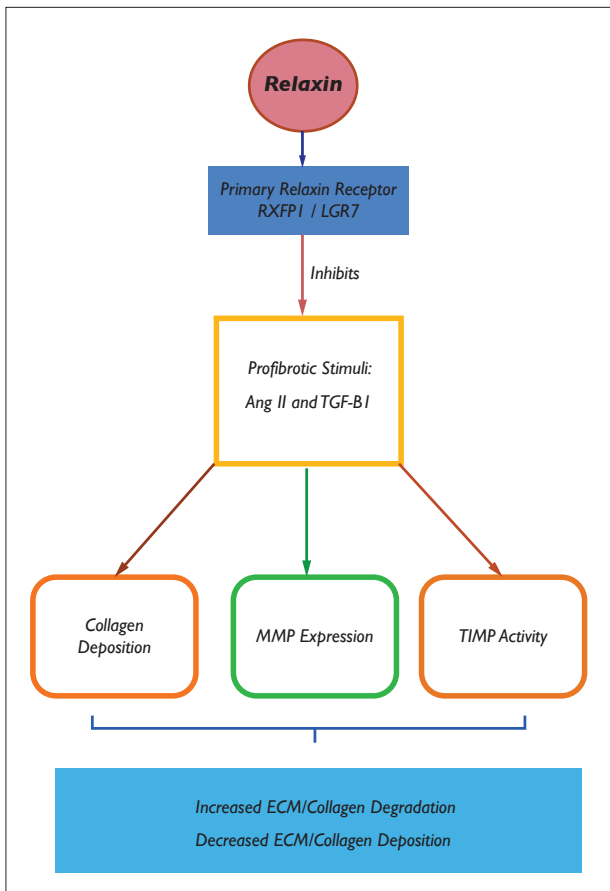 Relaxin
Primary Relaxin Receptor
RXFP1 / LGR7
Inhibits
Profibrotic Stimuli:
Ang II and TGF-B1
Collagen
Deposition
MMP Expression
TIMP Activity
Increased ECM/Collagen Degradation
Decreased ECM/Collagen Deposition